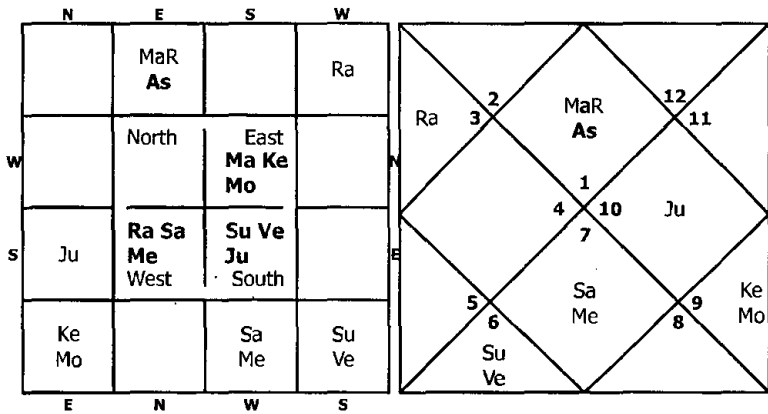 N E S W
MaR
As
Ra
W
North East
Ma Ke
Mo
N
S
Ju
Ra Sa
Me
West
Su Ve
Ju
South
E
Ke
Mo
Sa
Me
Su
Ve
E N W S
Ra
2
3
MaR
As
12
11
1
4 10
7
Ju
5
6
Su
Ve
Sa
Me
9
8
Ke
Mo